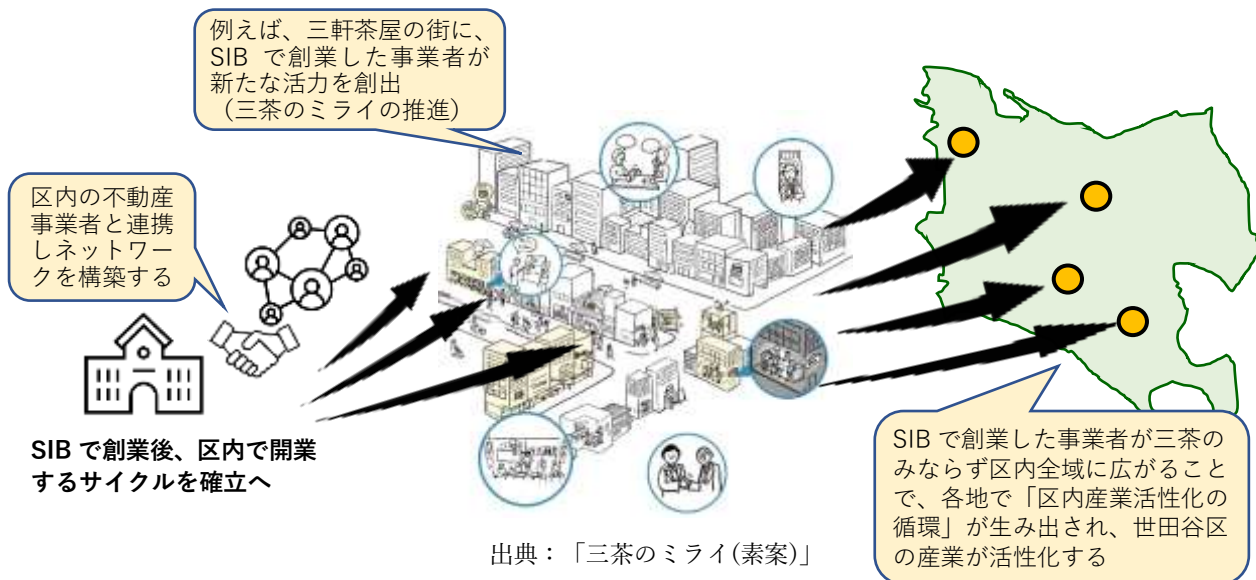 例えば、三軒茶屋の街に、
SIB で創業した事業者が
新たな活力を創出
（三茶のミライの推進）
区内の不動産
事業者と連携
しネットワー
クを構築する
SIB で創業後、区内で開業
するサイクルを確立へ
SIB で創業した事業者が三茶の
みならず区内全域に広がること
で、各地で「区内産業活性化の
循環」が生み出され、世田谷区
の産業が活性化する
出典：「三茶のミライ(素案)」